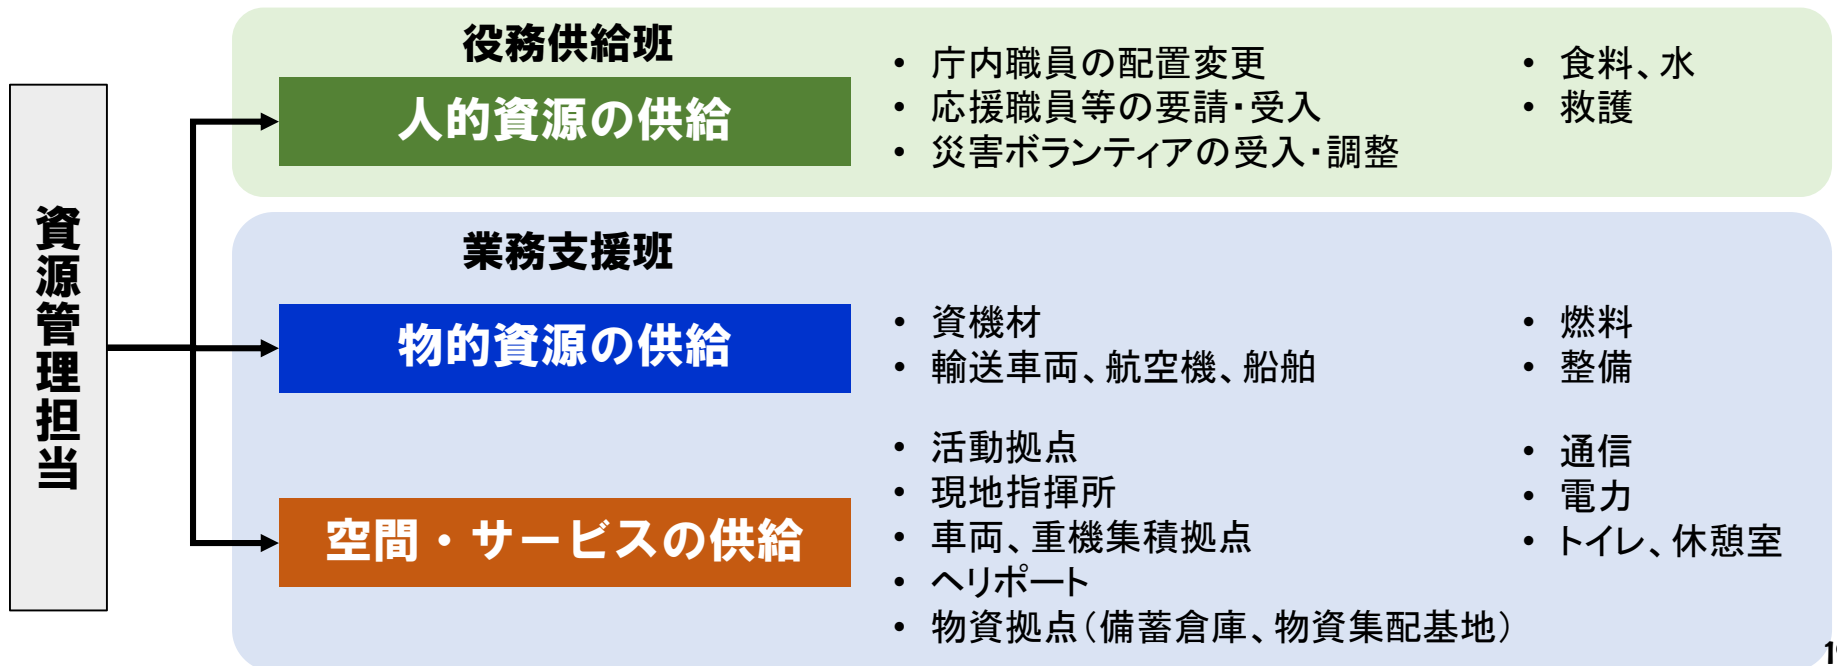 資源管理担当
役務供給班
人的資源の供給
• 庁内職員の配置変更
• 応援職員等の要請・受入
• 災害ボランティアの受入・調整
• 食料、水
• 救護
業務支援班
物的資源の供給
• 資機材
• 輸送車両、航空機、船舶
• 燃料
• 整備
空間・サービスの供給
• 活動拠点
• 現地指揮所
• 車両、重機集積拠点
• ヘリポート
• 物資拠点（備蓄倉庫、物資集配基地）
• 通信
• 電力
• トイレ、休憩室